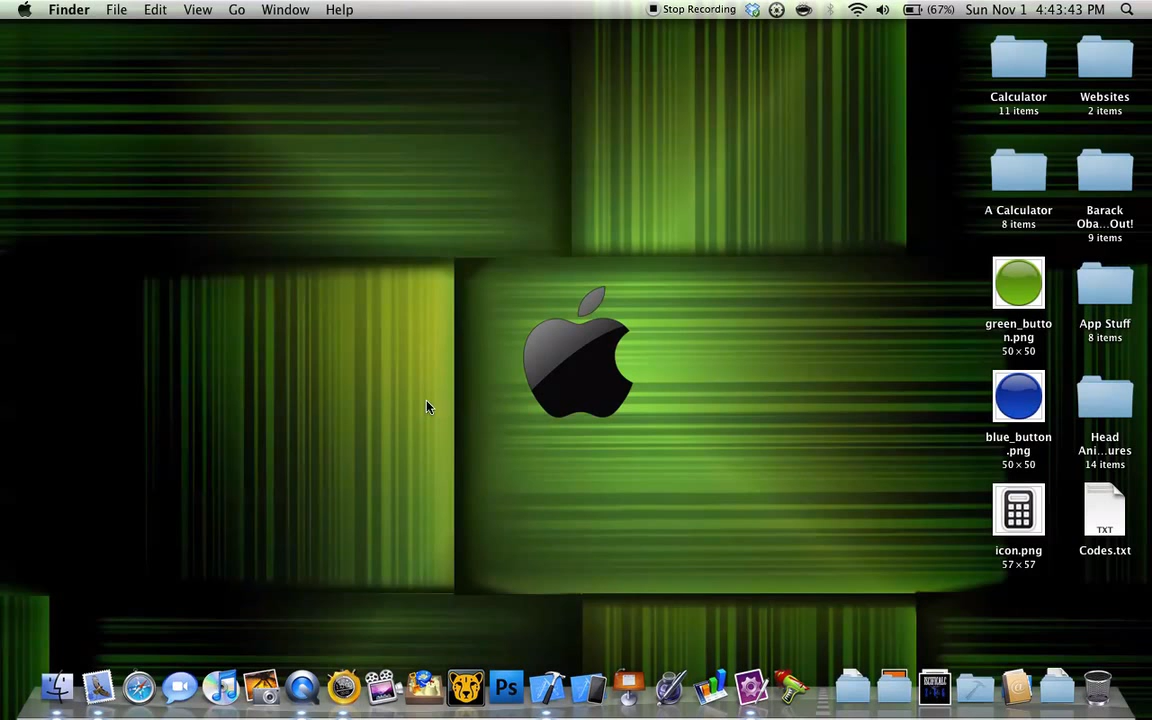 Finder File Edit View Go Window Help Stop Recording (67%) Sun Nov 1 4:43:43 PM
Calculator
11 items
Websites
2 items
A Calculator
8 items
Barack
Oba...Out!
9 items
green_butto
n.png
50 × 50
App Stuff
8 items
blue_button
.png
50 × 50
Head
Ani...ures
14 items
icon.png
57 × 57
TXT
Codes.txt
Ps